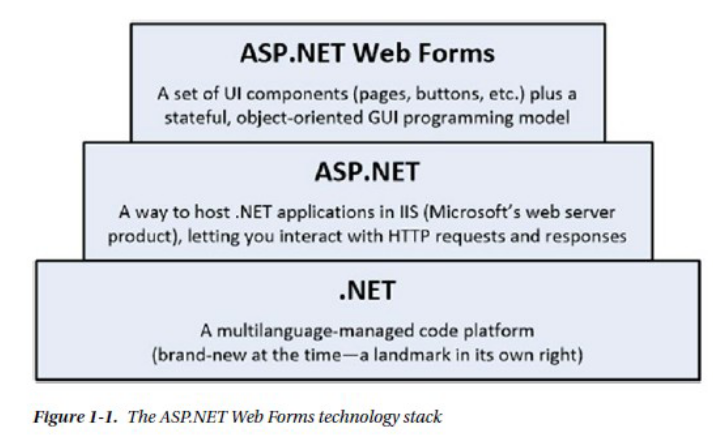 ASP.NET Web Forms
A set of UI components (pages, buttons, etc.) plus a
stateful, object-oriented GUI programming model
ASP.NET
A way to host .NET applications in IIS (Microsoft's web server
product), letting you interact with HTTP requests and responses
.NET
A multilanguage-managed code platform
(brand-new at the time—a landmark in its own right)
Figure 1-1. The ASP.NET Web Forms technology stack